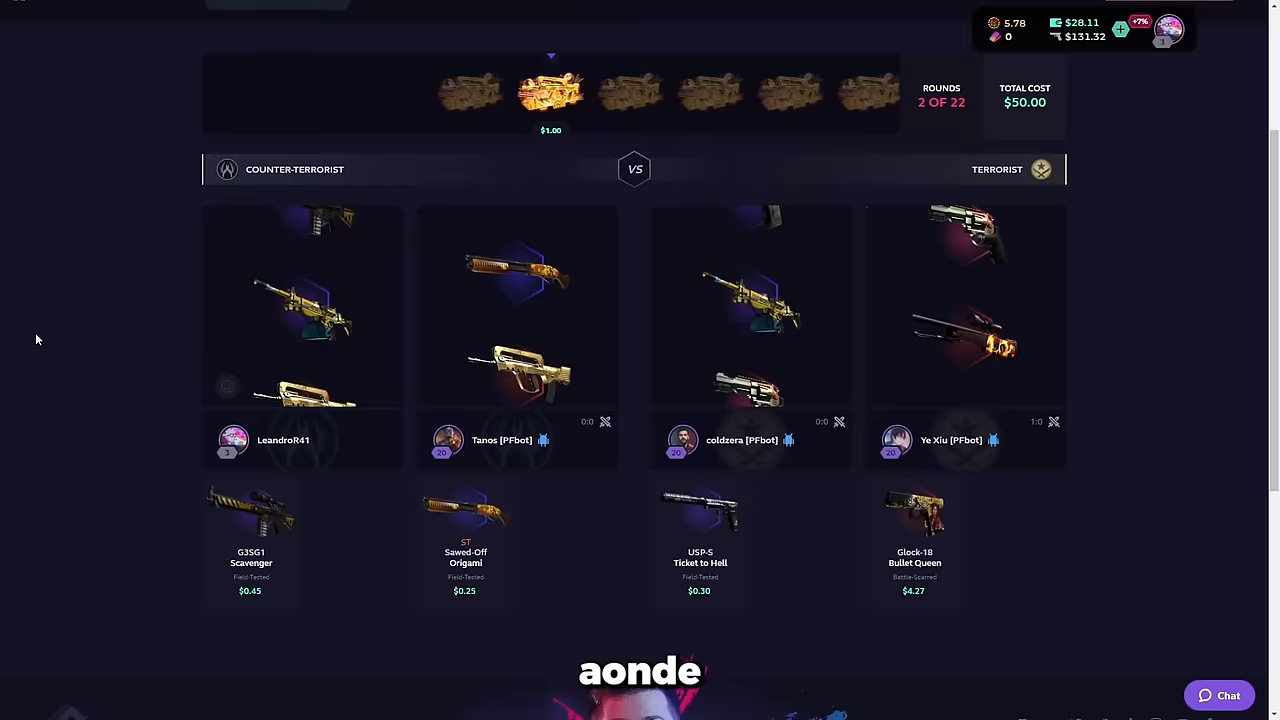 5.78
$28.11
+7%
0
$131.32
3
ROUNDS
2 OF 22
TOTAL COST
$50.00
$1.00
COUNTER-TERRORIST
VS
TERRORIST
0:0
0:0
1:0
LeandroR41
3
Tanos [PFbot]
20
coldzera [PFbot]
20
Ye Xiu [PFbot]
20
G3SG1
Scavenger
Field-Tested
$0.45
ST
Sawed-Off
Origami
Field-Tested
$0.25
USP-S
Ticket to Hell
Field-Tested
$0.30
Glock-18
Bullet Queen
Battle-Scarred
$4.27
aonde
Chat